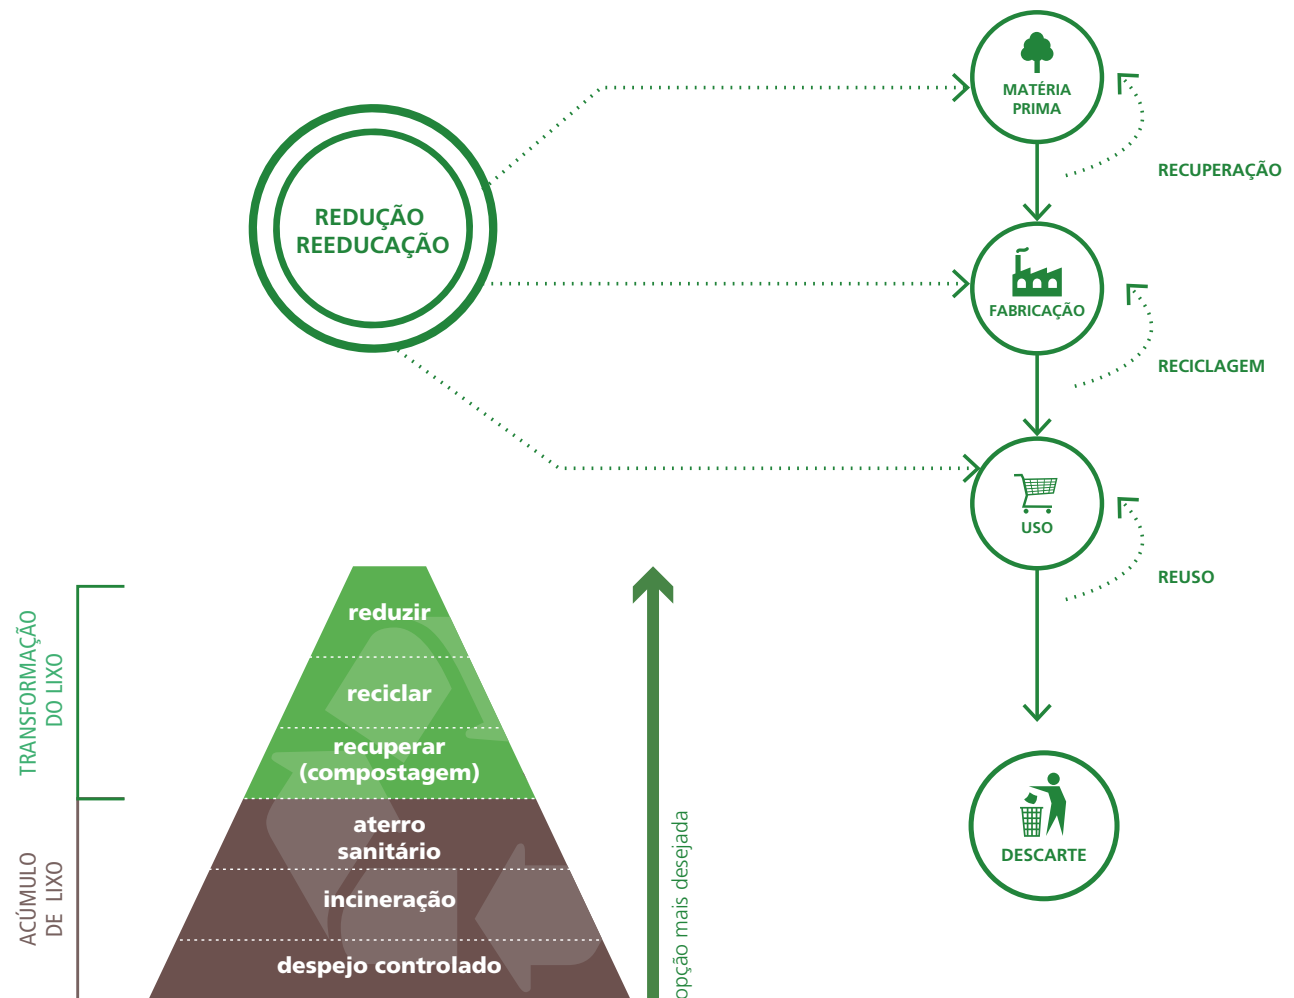 MATÉRIA
PRIMA
RECUPERAÇÃO
REDUÇÃO
REEDUCAÇÃO
FABRICAÇÃO
RECICLAGEM
USO
REUSO
DESCARTE
TRANSFORMAÇÃO
DO LIXO
reduzir
reciclar
recuperar
(compostagem)
ACÚMULO
DE LIXO
aterro
sanitário
incineração
despejo controlado
opção mais desejada